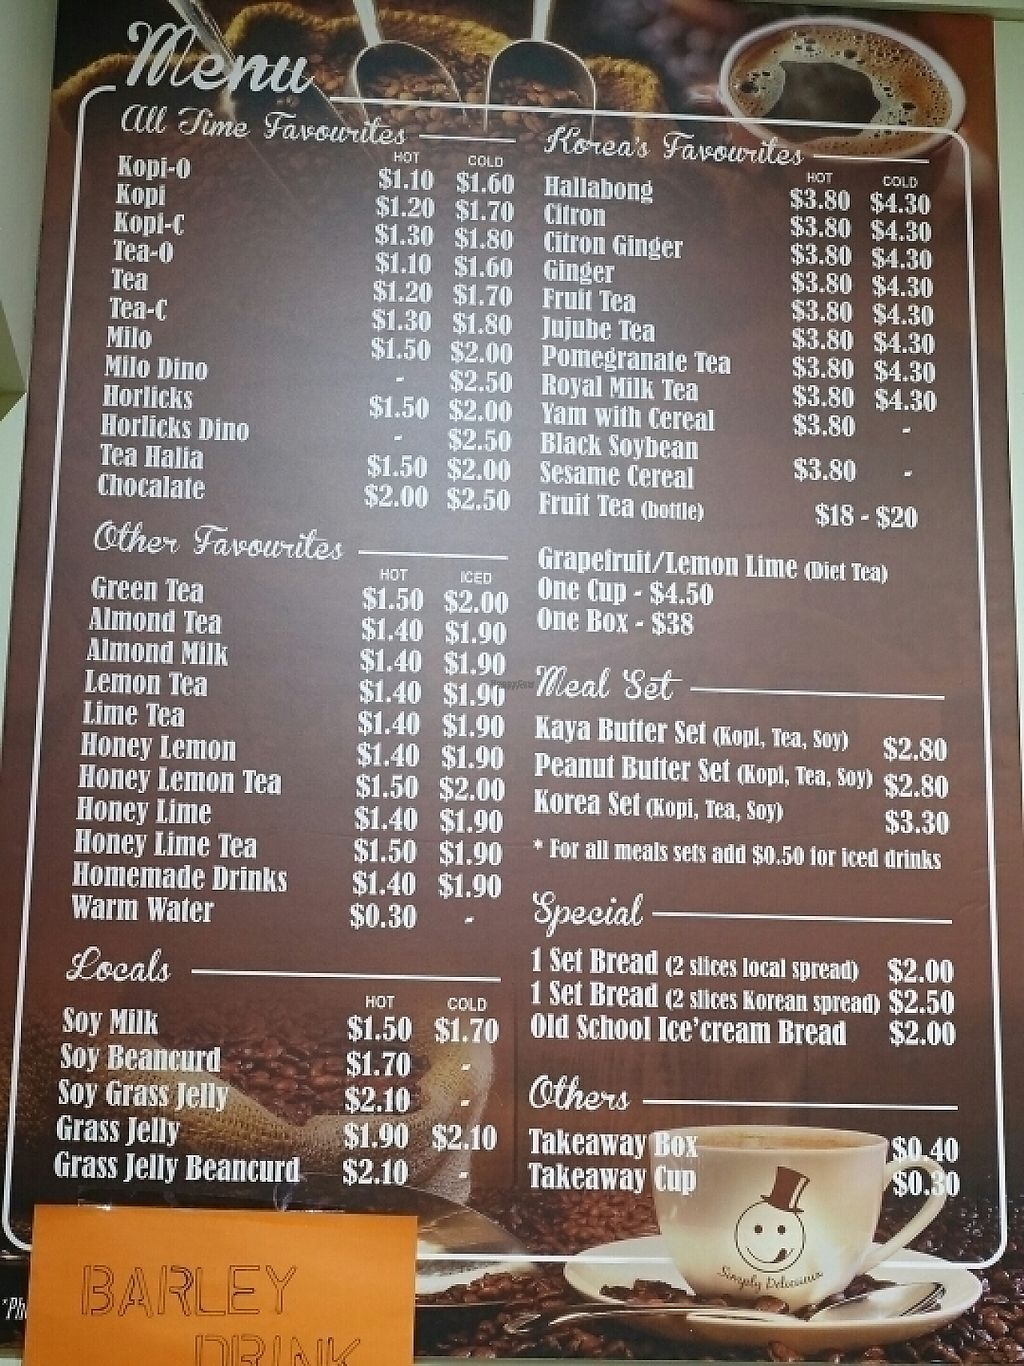 Menu
All Time Favourites
HOT COLD
Kopi-O $1.10 $1.60
Kopi $1.20 $1.70
Kopi-C $1.30 $1.80
Tea-O $1.10 $1.60
Tea $1.20 $1.70
Tea-C $1.30 $1.80
Milo $1.50 $2.00
Milo Dino - $2.50
Horlicks $1.50 $2.00
Horlicks Dino - $2.50
Tea Halia $1.50 $2.00
Chocalate $2.00 $2.50
Other Favourites
HOT ICED
Green Tea $1.50 $2.00
Almond Tea $1.40 $1.90
Almond Milk $1.40 $1.90
Lemon Tea $1.40 $1.90
Lime Tea $1.40 $1.90
Honey Lemon $1.40 $1.90
Honey Lemon Tea $1.50 $2.00
Honey Lime $1.40 $1.90
Honey Lime Tea $1.50 $1.90
Homemade Drinks $1.40 $1.90
Warm Water $0.30 -
Locals
HOT COLD
Soy Milk $1.50 $1.70
Soy Beancurd $1.70 -
Soy Grass Jelly $2.10 -
Grass Jelly $1.90 $2.10
Grass Jelly Beancurd $2.10 -
Korea's Favourites
HOT COLD
Hallabong $3.80 $4.30
Citron $3.80 $4.30
Citron Ginger $3.80 $4.30
Ginger $3.80 $4.30
Fruit Tea $3.80 $4.30
Jujube Tea $3.80 $4.30
Pomegranate Tea $3.80 $4.30
Royal Milk Tea $3.80 $4.30
Yam with Cereal $3.80 -
Black Soybean
Sesame Cereal $3.80 -
Fruit Tea (bottle) $18 - $20
Grapefruit/Lemon Lime (Diet Tea)
One Cup - $4.50
One Box - $38
Meal Set
Kaya Butter Set (Kopi, Tea, Soy) $2.80
Peanut Butter Set (Kopi, Tea, Soy) $2.80
Korea Set (Kopi, Tea, Soy) $3.30
* For all meals sets add $0.50 for iced drinks
Special
1 Set Bread (2 slices local spread) $2.00
1 Set Bread (2 slices Korean spread) $2.50
Old School Ice'cream Bread $2.00
Others
Takeaway Box $0.40
Takeaway Cup $0.30
Simply Delicious
BARLEY
DRINK
HappyCow